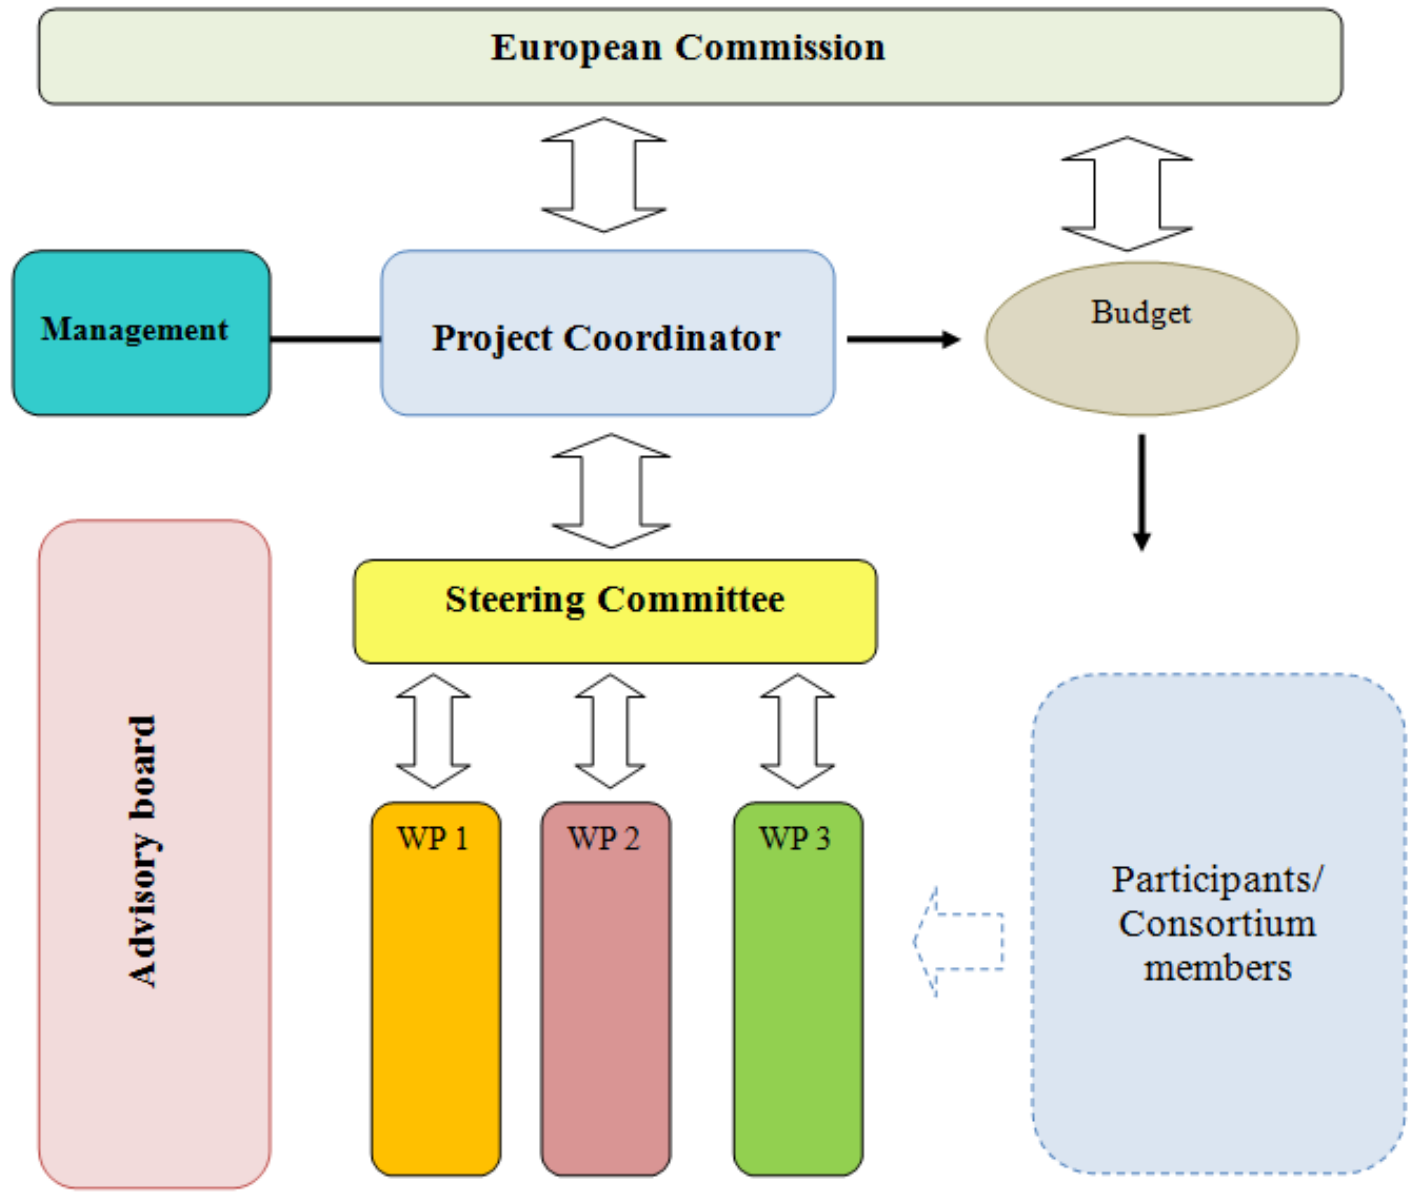 European Commission
Management
Project Coordinator
Budget
Steering Committee
Advisory board
WP 1
WP 2
WP 3
Participants/
Consortium
members